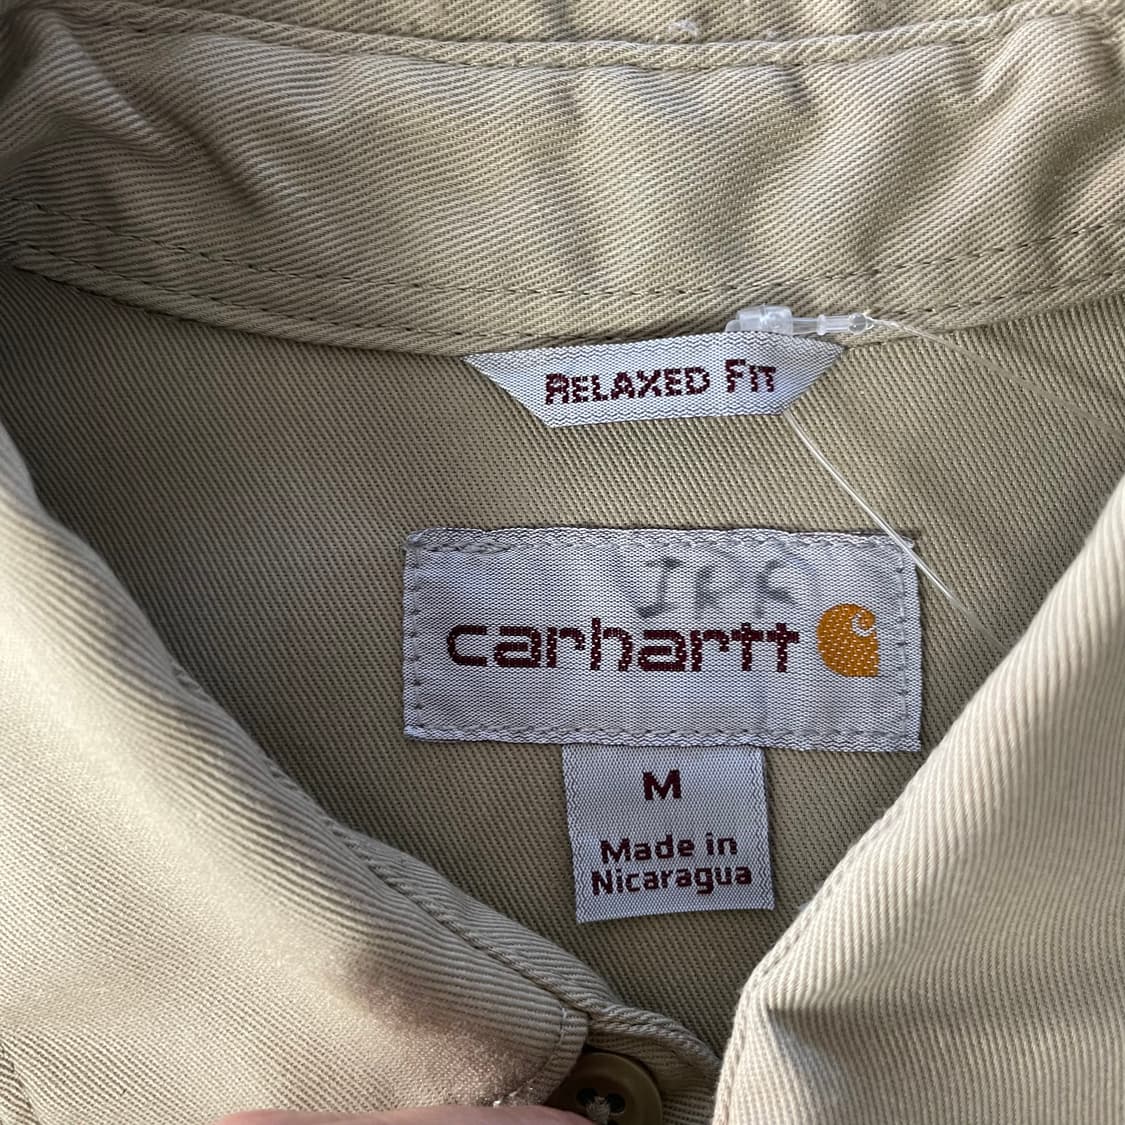 RELAXED FIT
carhartt
M
Made in
Nicaragua